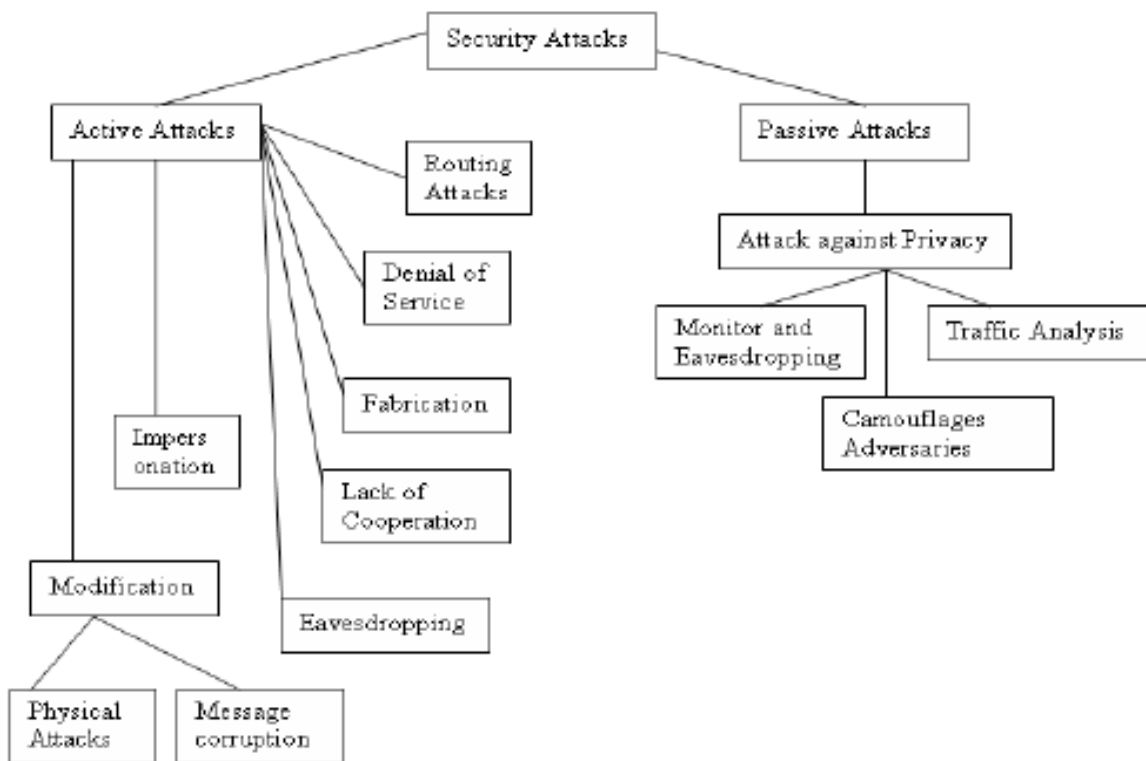 Security Attacks
Active Attacks
Passive Attacks
Routing
Attacks
Attack against Privacy
Denial of
Service
Monitor and
Eavesdropping
Traffic Analysis
Fabrication
Camouflages
Adversaries
Impers
onation
Lack of
Cooperation
Modification
Eavesdropping
Physical
Attacks
Message
corruption